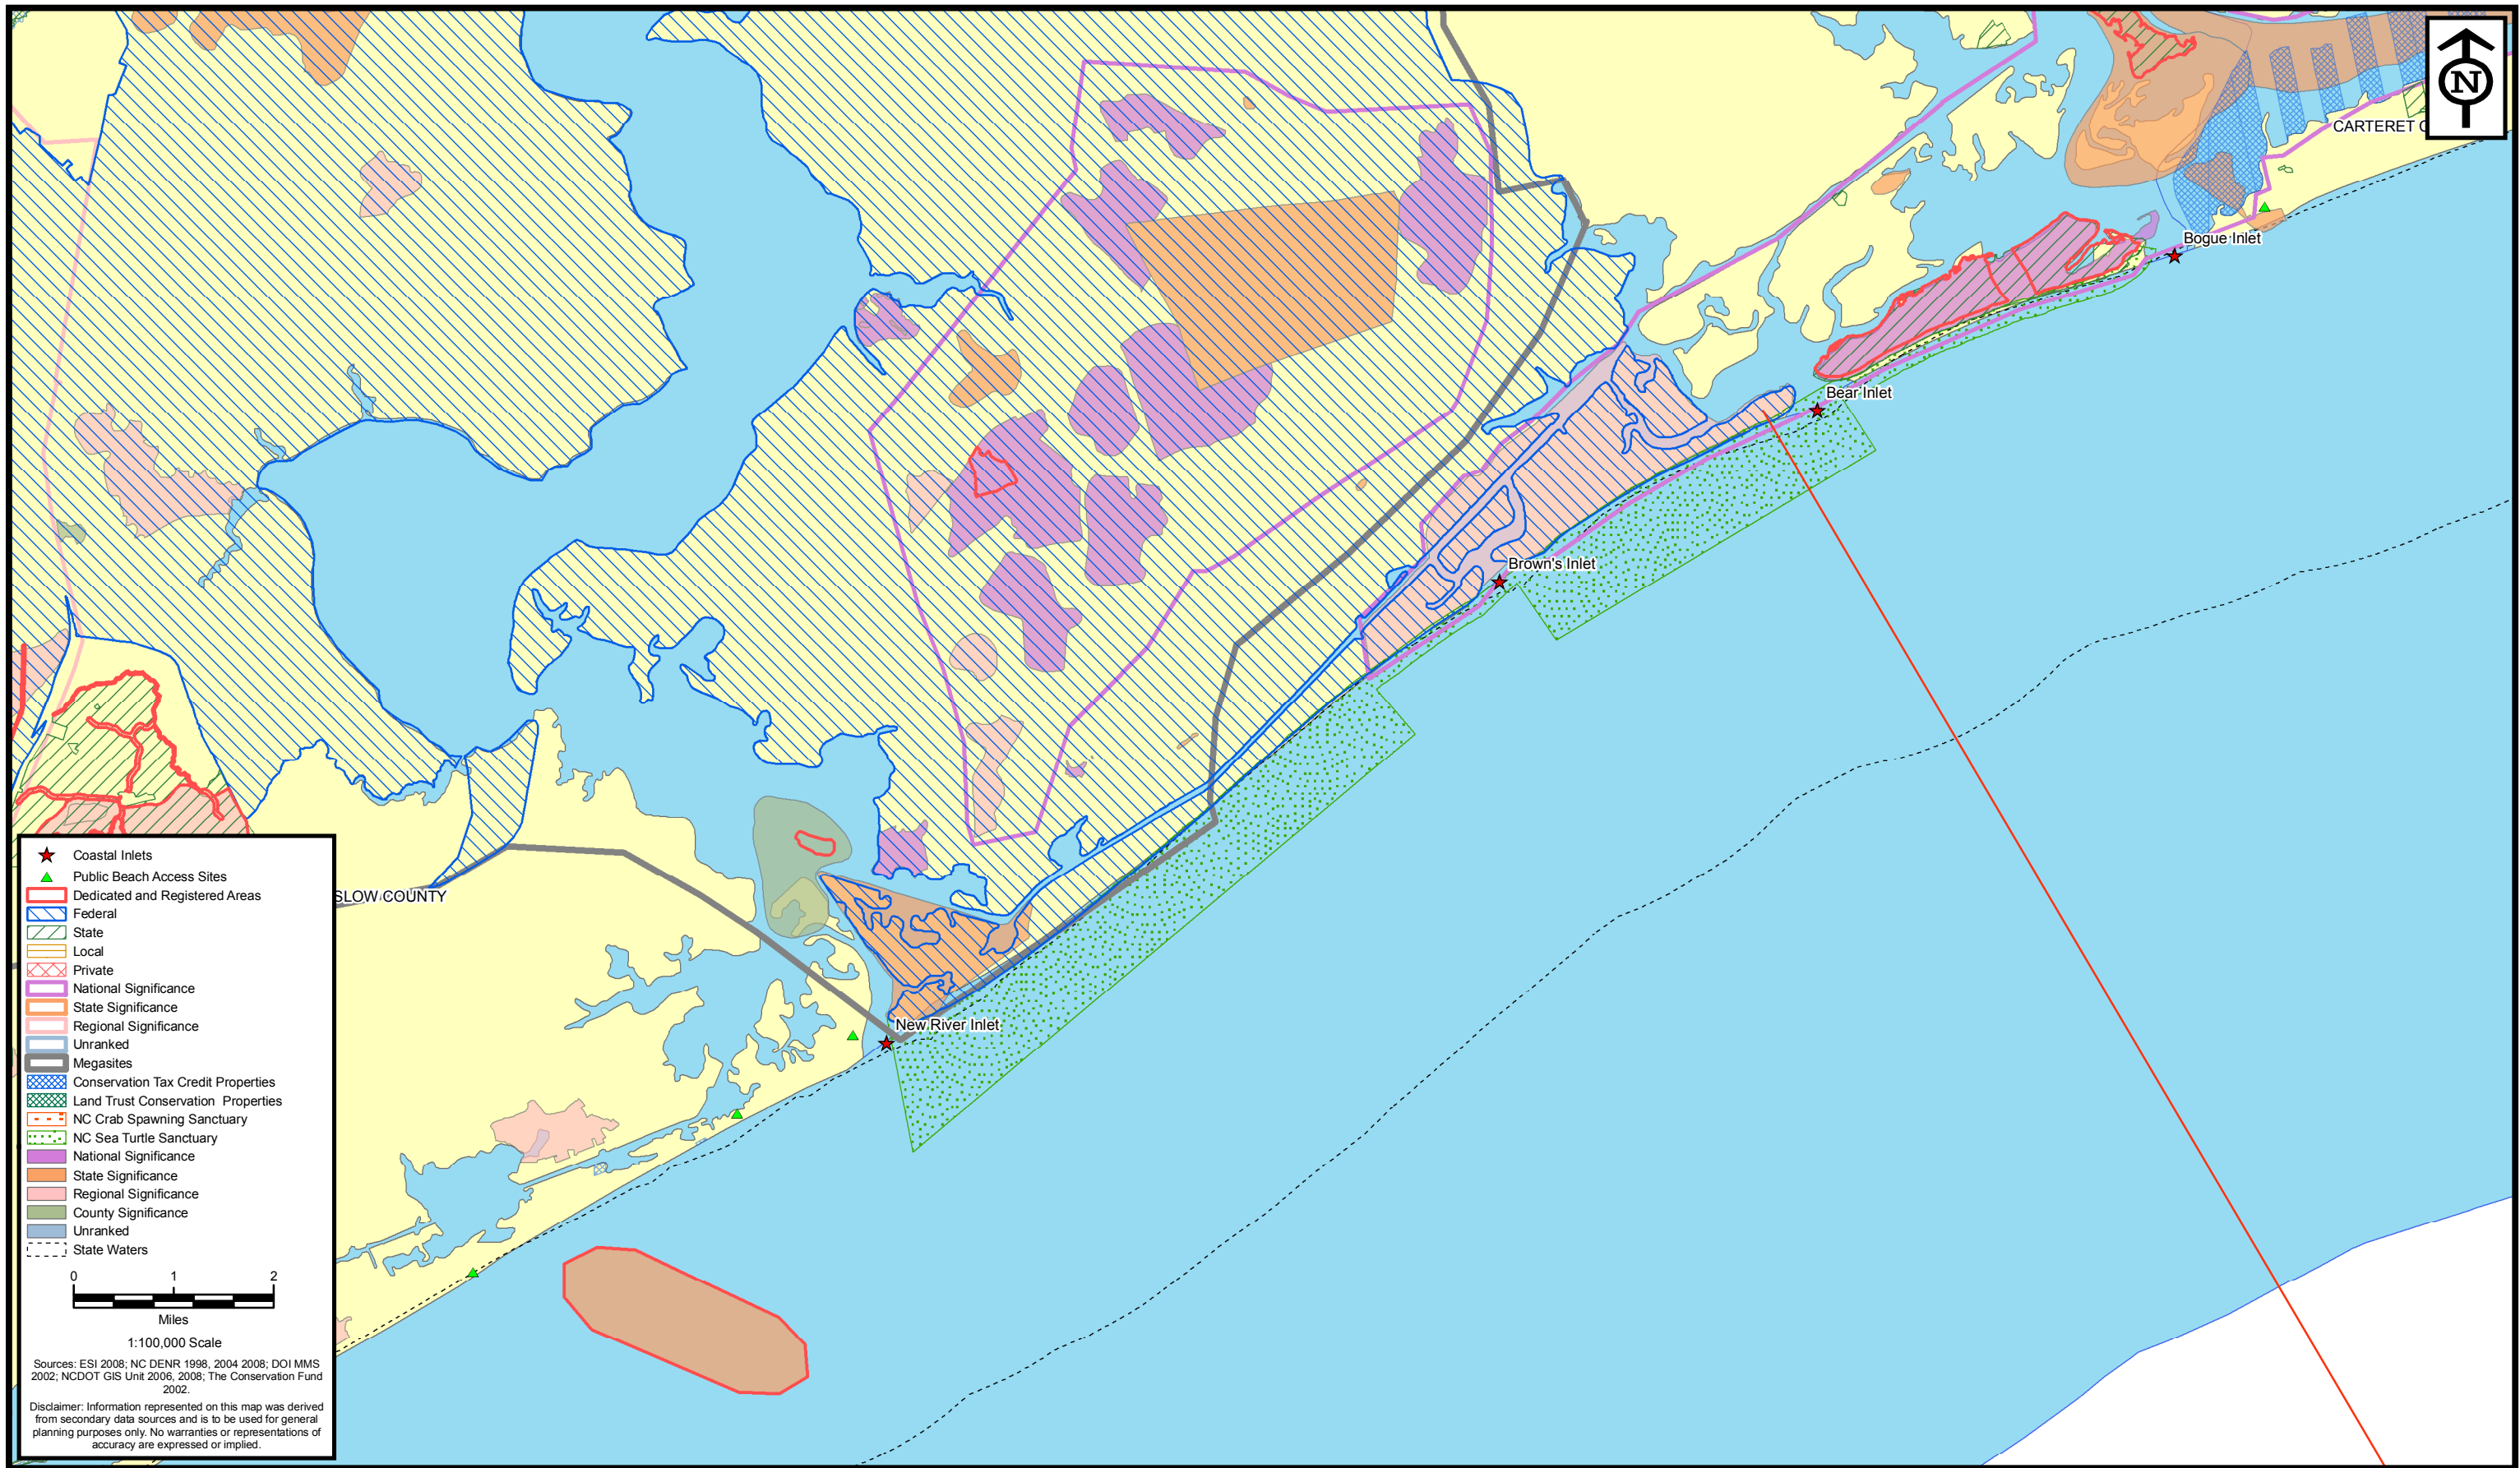 N
CARTERET C
Bogue Inlet
Bear Inlet
Brown's Inlet
SLOW COUNTY
New River Inlet
Coastal Inlets
Public Beach Access Sites
Dedicated and Registered Areas
Federal
State
Local
Private
National Significance
State Significance
Regional Significance
Unranked
Megasites
Conservation Tax Credit Properties
Land Trust Conservation Properties
NC Crab Spawning Sanctuary
NC Sea Turtle Sanctuary
National Significance
State Significance
Regional Significance
County Significance
Unranked
State Waters
0 1 2
Miles
1:100,000 Scale
Sources: ESI 2008; NC DENR 1998, 2004 2008; DOI MMS
2002; NCDOT GIS Unit 2006, 2008; The Conservation Fund
2002.
Disclaimer: Information represented on this map was derived
from secondary data sources and is to be used for general
planning purposes only. No warranties or representations of
accuracy are expressed or implied.